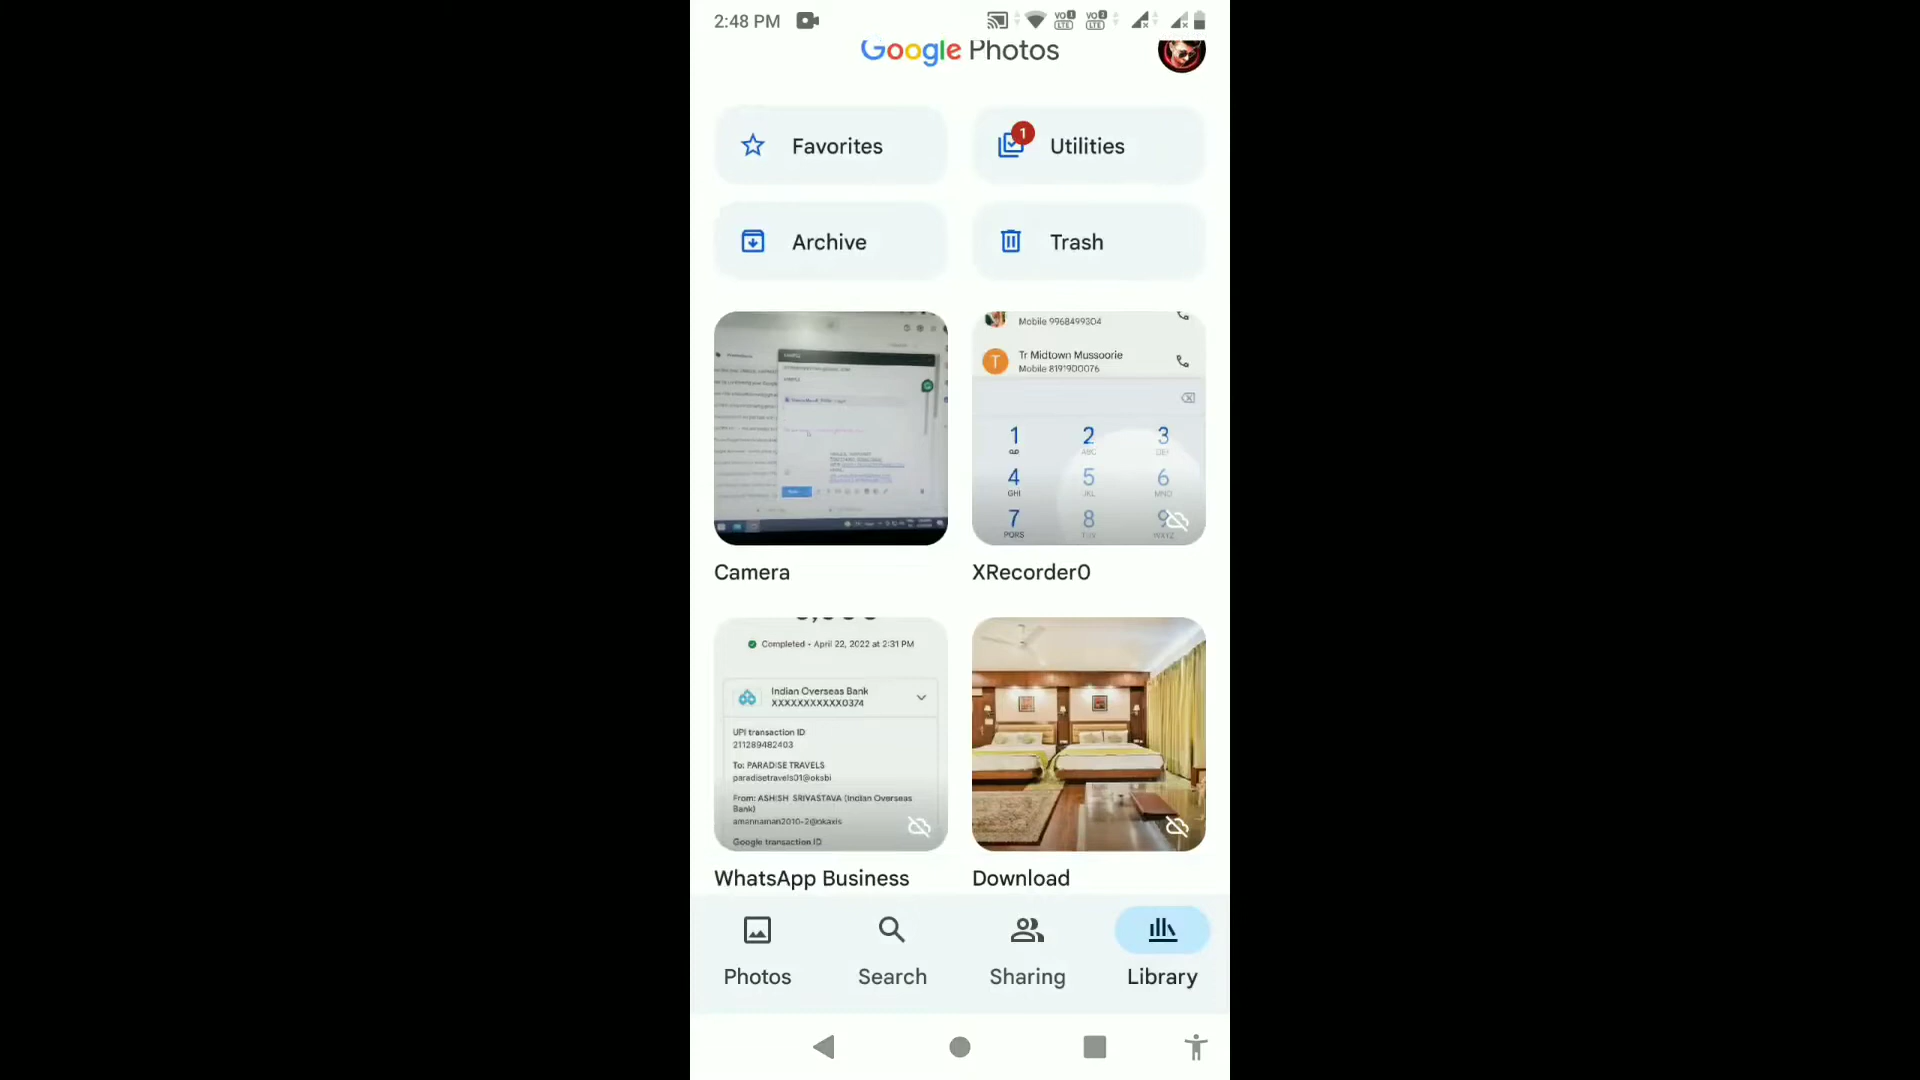 2:48 PM
Google Photos
Favorites
1
Utilities
Archive
Trash
Mobile 9968499304
Tr Midtown Mussoorie
Mobile 8191900076
1 2 3
ABC DEF
4 5 6
GHI JKL MNO
7 8 9
PQRS TUV WXYZ
Camera
XRecorder0
Completed • April 22, 2022 at 2:31 PM
Indian Overseas Bank
XXXXXXXXXXX0374
UPI transaction ID
211289482403
To: PARADISE TRAVELS
paradisetravels01@oksbi
From: ASHISH SRIVASTAVA (Indian Overseas
Bank)
amannaman2010-2@okaxis
Google transaction ID
WhatsApp Business
Download
Photos
Search
Sharing
Library